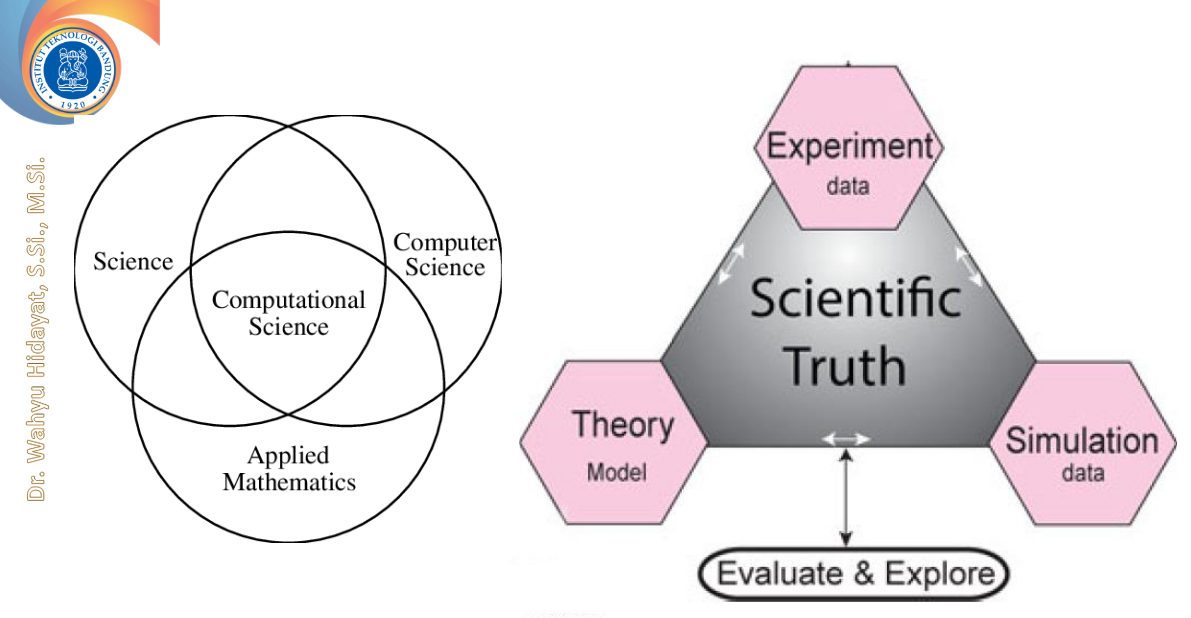 INSTITUT TEKNOLOGI BANDUNG
1920
Dr. Wahyu Hidayat, S.Si., M.Si.
Science
Computer
Science
Computational
Science
Applied
Mathematics
Experiment
data
Scientific
Truth
Theory
Model
Simulation
data
Evaluate & Explore